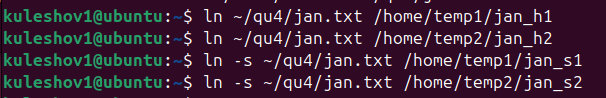 kuleshov1@ubuntu:~$ ln ~/qu4/jan.txt /home/temp1/jan_h1
kuleshov1@ubuntu:~$ ln ~/qu4/jan.txt /home/temp2/jan_h2
kuleshov1@ubuntu:~$ ln -s ~/qu4/jan.txt /home/temp1/jan_s1
kuleshov1@ubuntu:~$ ln -s ~/qu4/jan.txt /home/temp2/jan_s2